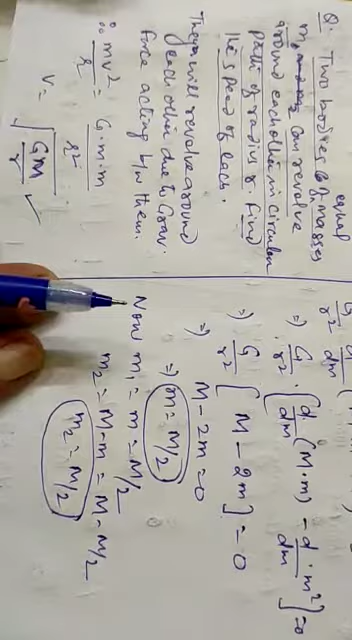 Q. Two bodies of equal masses
m, can revolve
around each other in circular
path of radius r. Find
the speed of each.
They will revolve around
each other due to Grav.
force acting b/w them.
∴ mv²/r = G.m.m/r²
v = √(GM/r) ✓
⇒ G/r² . [d/dm (M.m) - d/dm . m²] = 0
⇒ G/r² [M - 2m] = 0
⇒ M - 2m = 0
⇒ m = M/2
Now m₁ = m = M/2
m₂ = M - m = M - M/2
m₂ = M/2